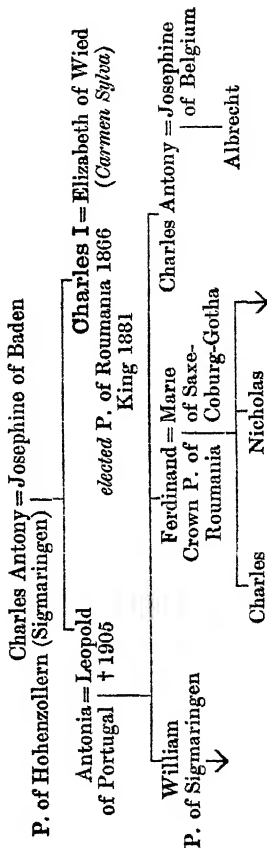 Charles Antony = Josephine of Baden
P. of Hohenzollern (Sigmaringen)
Antonia = Leopold
of Portugal † 1905
Charles I = Elizabeth of Wied
elected P. of Roumania 1866 (Carmen Sylva)
King 1881
William
P. of Sigmaringen
Ferdinand = Marie
Crown P. of of Saxe-
Roumania Coburg-Gotha
Charles Antony = Josephine
of Belgium
Charles Nicholas
Albrecht